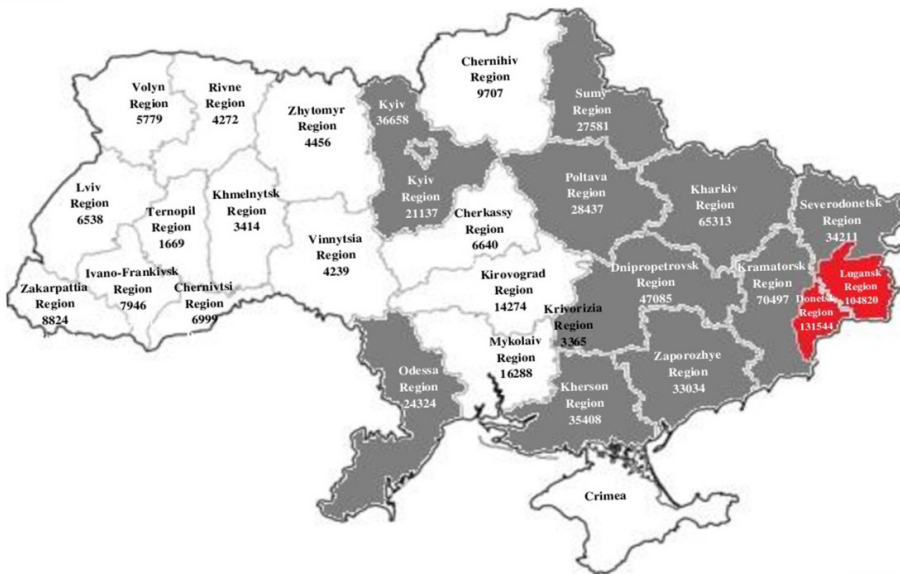 Volyn
Region
5779
Rivne
Region
4272
Zhytomyr
Region
4456
Kyiv
36658
Chernihiv
Region
9707
Sumy
Region
27581
Lviv
Region
6538
Ternopil
Region
1669
Khmelnytsk
Region
3414
Kyiv
Region
21137
Poltava
Region
28437
Kharkiv
Region
65313
Severodonetsk
Region
34211
Cherkassy
Region
6640
Vinnytsia
Region
4239
Zakarpattia
Region
8824
Ivano-Frankivsk
Region
7946
Chernivtsi
Region
6999
Kirovograd
Region
14274
Dnipropetrovsk
Region
47085
Kramatorsk
Region
70497
Lugansk
Region
104820
Donetsk
Region
131544
Krivorizia
Region
3365
Mykolaiv
Region
16288
Odessa
Region
24324
Kherson
Region
35408
Zaporozhye
Region
33034
Crimea